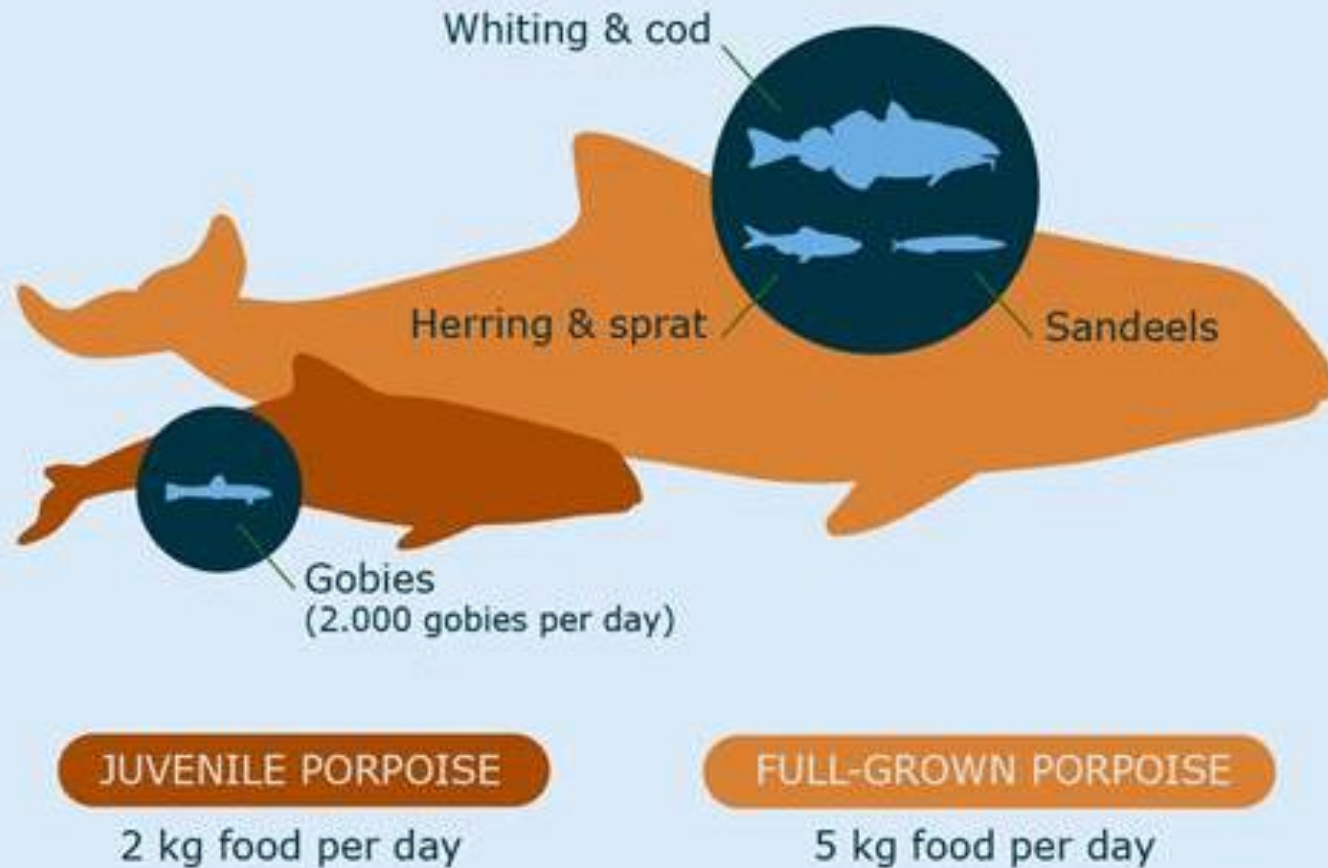 Whiting & cod
Herring & sprat
Sandeels
Gobies
(2.000 gobies per day)
JUVENILE PORPOISE
2 kg food per day
FULL-GROWN PORPOISE
5 kg food per day